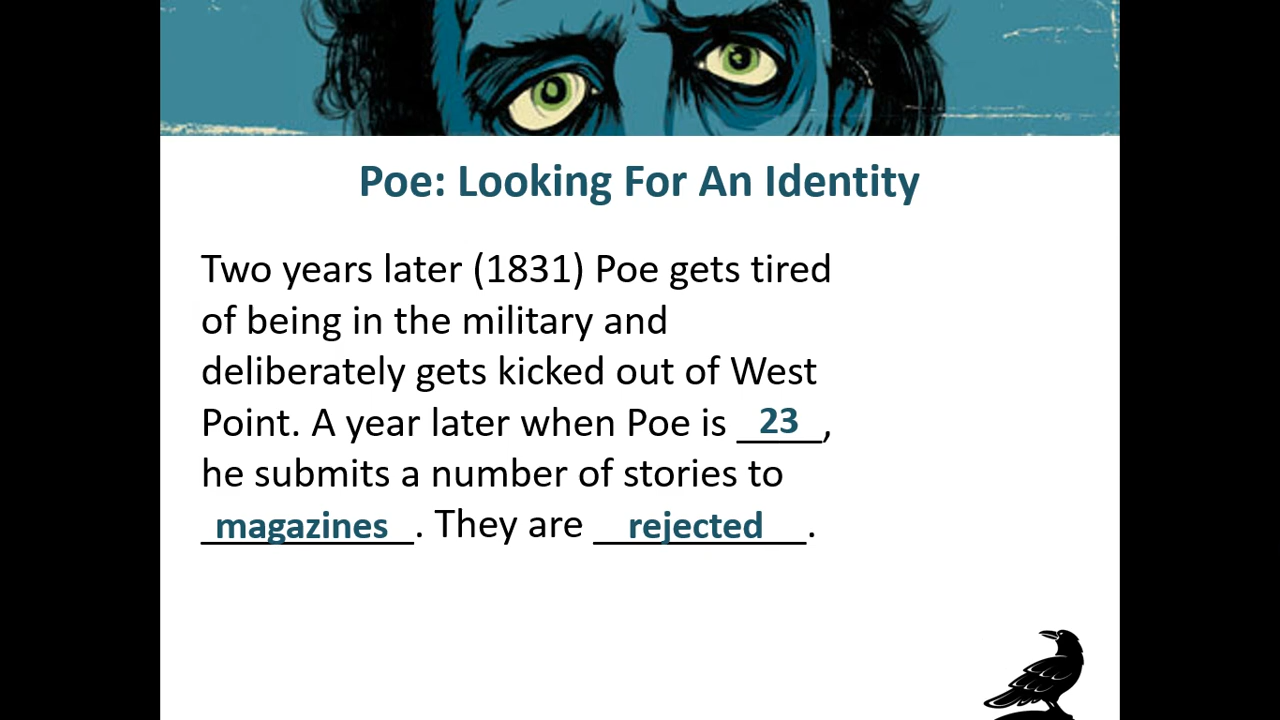 Poe: Looking For An Identity
Two years later (1831) Poe gets tired
of being in the military and
deliberately gets kicked out of West
Point. A year later when Poe is 23,
he submits a number of stories to
magazines. They are rejected.